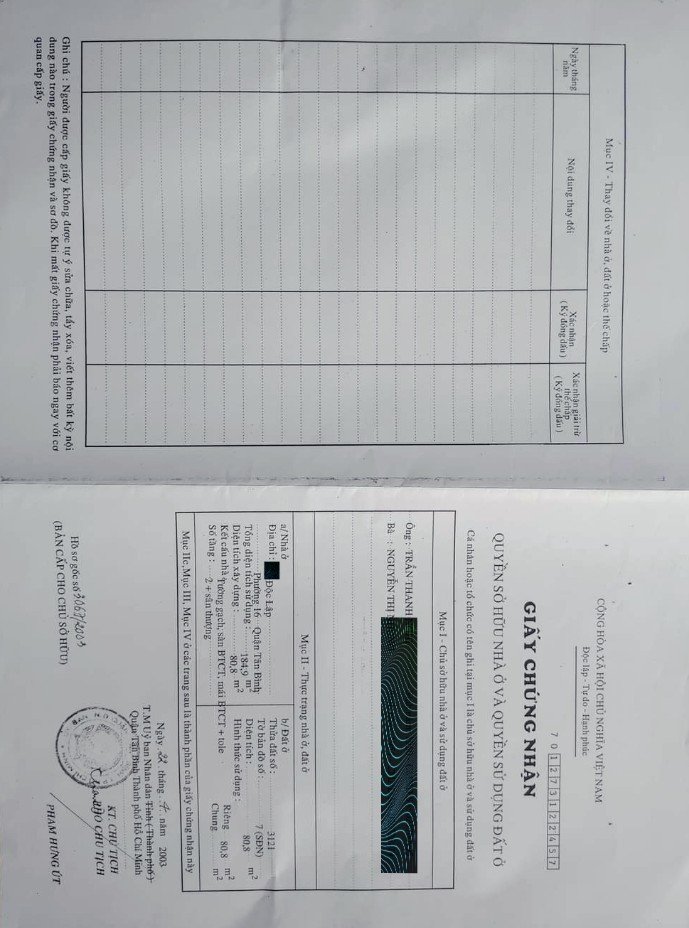 Mục IV - Thay đổi về nhà ở, đất ở hoặc thế chấp
Ngày tháng năm
Nội dung thay đổi
Xác nhận
( Ký đóng dấu )
Xác nhận giải trừ
thế chấp
( Ký đóng dấu )
Ghi chú : Người được cấp giấy không được tự ý sửa chữa, tẩy xóa, viết thêm bất kỳ nội
dung nào trong giấy chứng nhận và sơ đồ. Khi mất giấy chứng nhận phải báo ngay với cơ
quan cấp giấy.
CỘNG HÒA XÃ HỘI CHỦ NGHĨA VIỆT NAM
Độc lập - Tự do - Hạnh phúc
7 0 1 2 7 3 1 2 2 4 5 7
GIẤY CHỨNG NHẬN
QUYỀN SỞ HỮU NHÀ Ở VÀ QUYỀN SỬ DỤNG ĐẤT Ở
Cá nhân hoặc tổ chức có tên ghi tại mục I là chủ sở hữu nhà ở và sử dụng đất ở
Mục I - Chủ sở hữu nhà ở và sử dụng đất ở
Ông : TRẦN THANH
Bà : NGUYỄN THỊ
Mục II - Thực trạng nhà ở, đất ở
a/ Nhà ở
Địa chỉ : Độc Lập
Phường 16 Quận Tân Bình
Tổng diện tích sử dụng : 184,9 m2
Diện tích xây dựng : 80,8 m2
Kết cấu nhà : Tường gạch, sàn BTCT, mái BTCT + tole
Số tầng : 2 + sân thượng
b/ Đất ở
Thửa đất số : 3121
Tờ bản đồ số : 7 (SĐN)
Diện tích : 80,8 m2
Hình thức sử dụng :
Riêng 80,8 m2
Chung m2
Mục IIc, Mục III, Mục IV ở các trang sau là thành phần của giấy chứng nhận này
Hồ sơ gốc số 2067/2003
(BẢN CẤP CHO CHỦ SỞ HỮU)
Ngày 22 tháng 4 năm 2003
T.M Uỷ ban Nhân dân Tỉnh ( Thành phố )
Quận Tân Bình Thành phố Hồ Chí Minh
KT. CHỦ TỊCH
PHÓ CHỦ TỊCH
PHẠM HÙNG ÚT